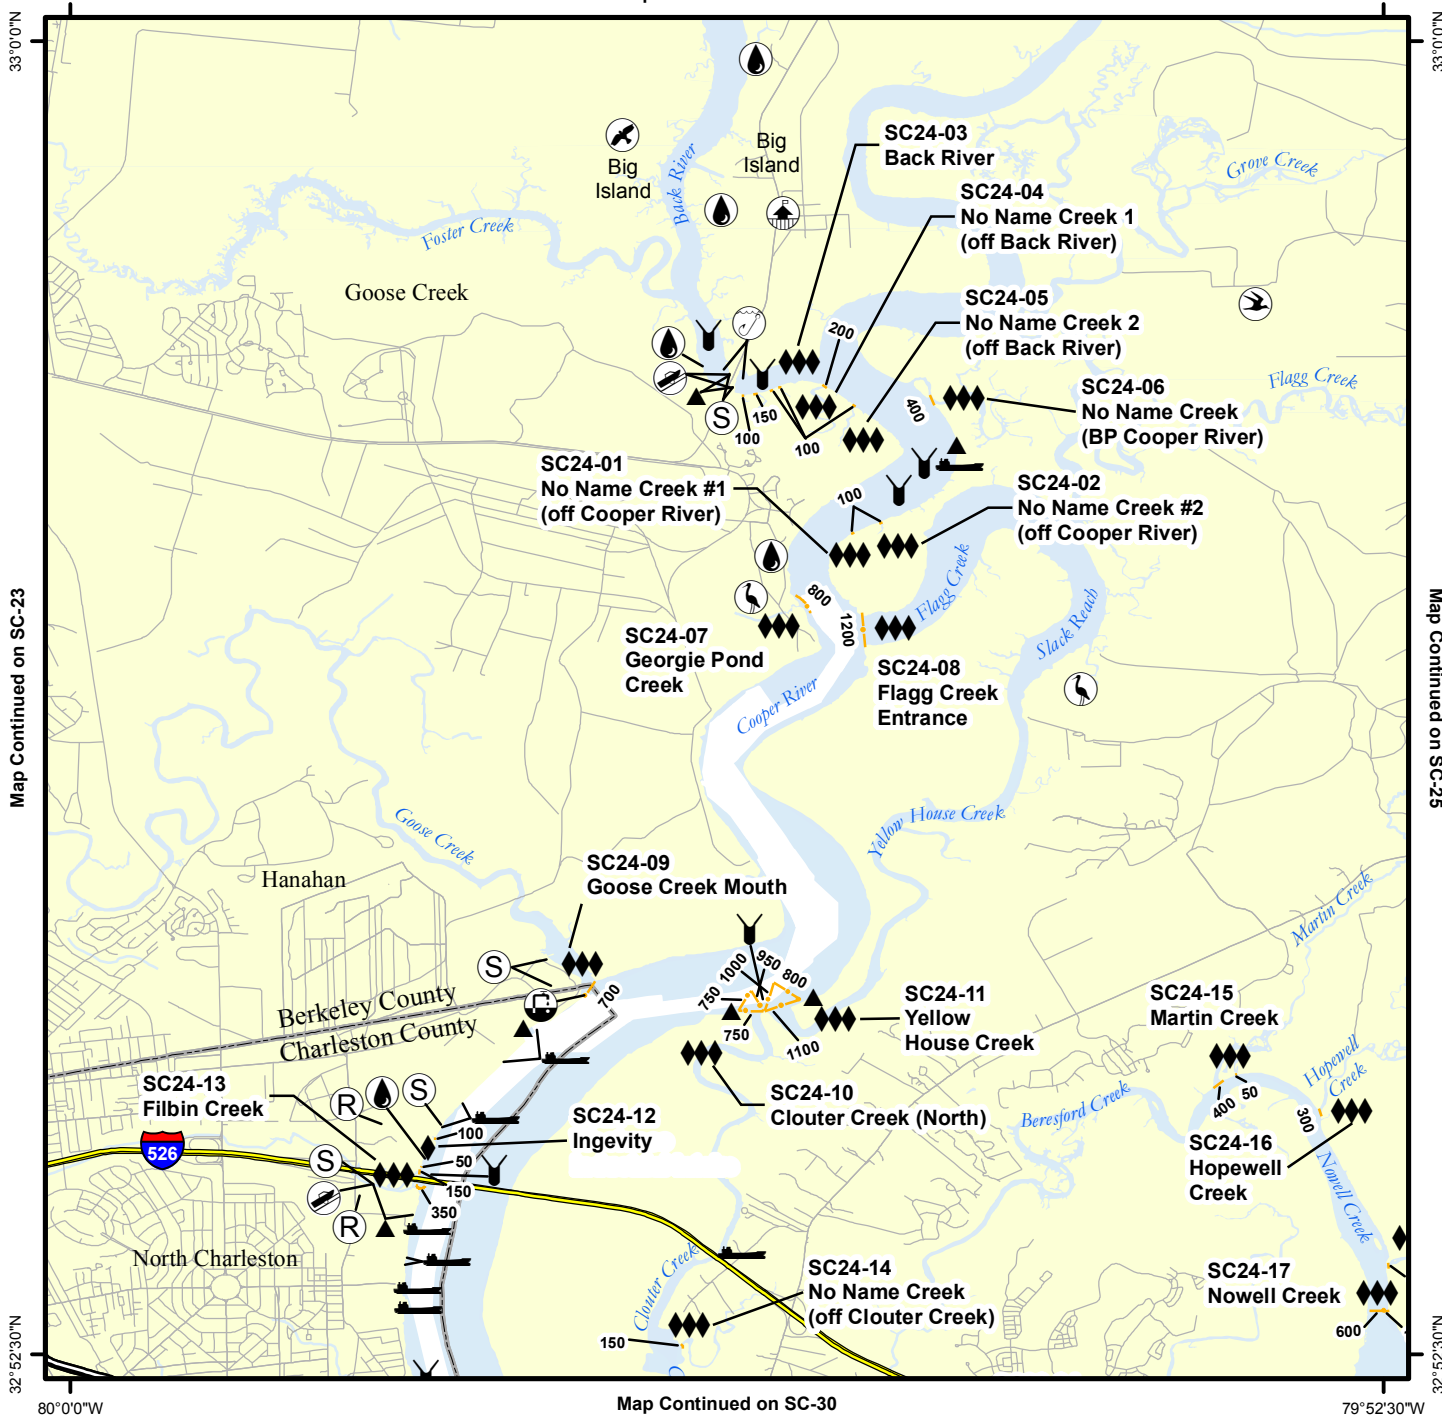 33°0'0"N
33°0'0"N
Big
Island
Big
Island
Back River
SC24-03
Back River
Grove Creek
SC24-04
No Name Creek 1
(off Back River)
Foster Creek
Goose Creek
SC24-05
No Name Creek 2
(off Back River)
200
Flagg Creek
SC24-06
No Name Creek
(BP Cooper River)
400
S
150
100
100
SC24-01
No Name Creek #1
(off Cooper River)
100
SC24-02
No Name Creek #2
(off Cooper River)
Flagg Creek
800
1200
Slack Reach
SC24-07
Georgie Pond
Creek
SC24-08
Flagg Creek
Entrance
Cooper River
Map Continued on SC-23
Map Continued on SC-25
Goose Creek
Yellow House Creek
Hanahan
SC24-09
Goose Creek Mouth
Martin Creek
S
700
Berkeley County
Charleston County
1000
950
800
750
750
1100
SC24-11
Yellow
House Creek
SC24-15
Martin Creek
Hopewell
Creek
SC24-13
Filbin Creek
R
S
SC24-10
Clouter Creek (North)
Beresford Creek
400
50
300
SC24-12
Ingevity
100
526
S
50
150
350
R
SC24-16
Hopewell
Creek
Nowell Creek
North Charleston
Clouter Creek
SC24-14
No Name Creek
(off Clouter Creek)
150
SC24-17
Nowell Creek
600
32°52'30"N
32°52'30"N
80°0'0"W
Map Continued on SC-30
79°52'30"W